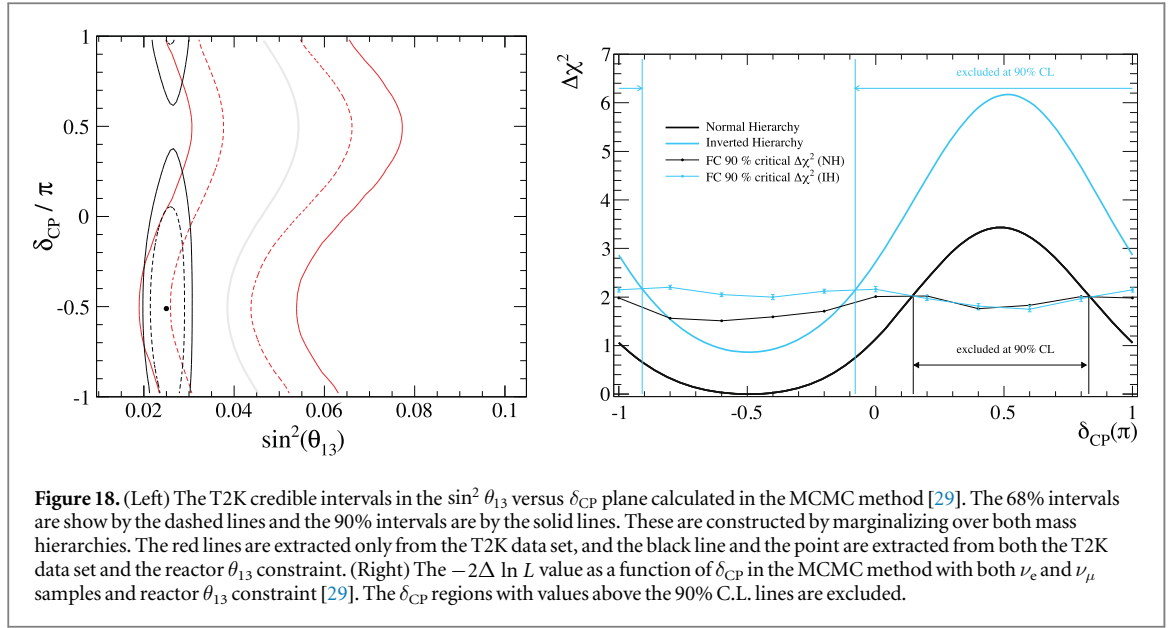 1
0.5
0
-0.5
-1
δCP / π
0.02
0.04
0.06
0.08
0.1
sin²(θ13)
Δχ²
7
6
5
4
3
2
1
0
excluded at 90% CL
Normal Hierarchy
Inverted Hierarchy
FC 90 % critical Δχ² (NH)
FC 90 % critical Δχ² (IH)
excluded at 90% CL
-1
-0.5
0
0.5
1
δCP(π)
Figure 18. (Left) The T2K credible intervals in the sin² θ13 versus δCP plane calculated in the MCMC method [29]. The 68% intervals
are show by the dashed lines and the 90% intervals are by the solid lines. These are constructed by marginalizing over both mass
hierarchies. The red lines are extracted only from the T2K data set, and the black line and the point are extracted from both the T2K
data set and the reactor θ13 constraint. (Right) The −2Δ ln L value as a function of δCP in the MCMC method with both νe and νμ
samples and reactor θ13 constraint [29]. The δCP regions with values above the 90% C.L. lines are excluded.